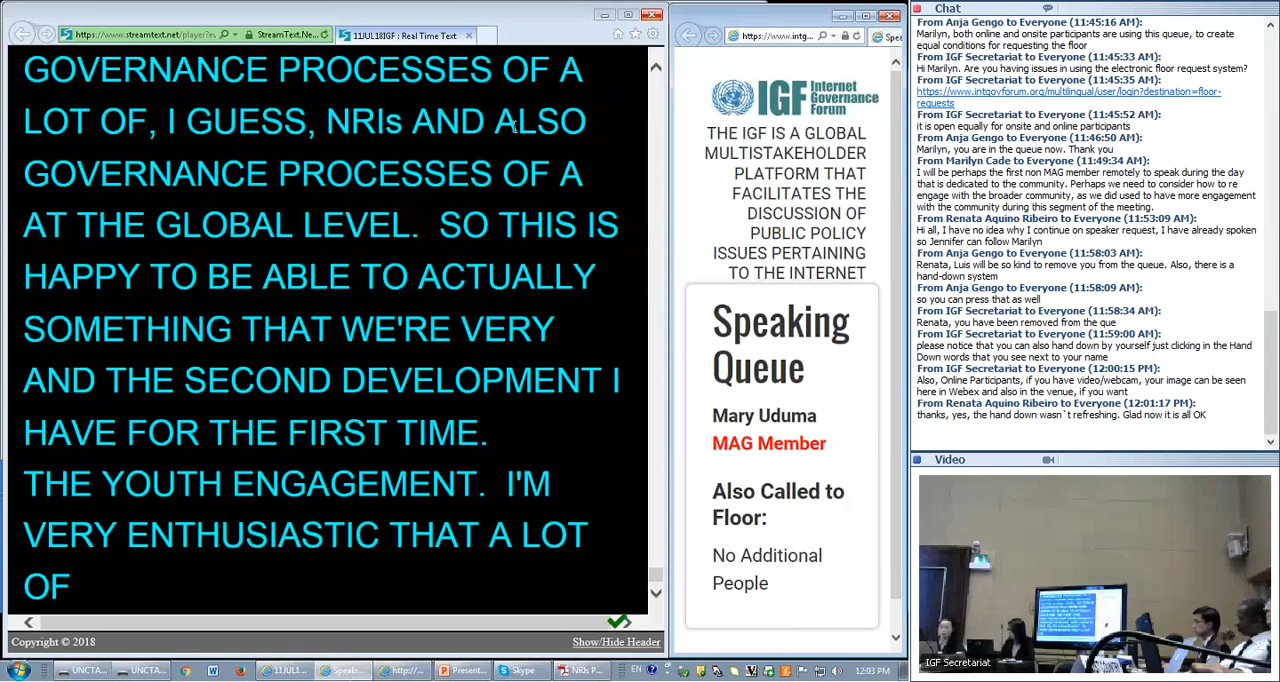 https://www.streamtext.net/player?ev
StreamText.Net
11JUL18IGF : Real Time Text
https://www.intg...
Spea
GOVERNANCE PROCESSES OF A
LOT OF, I GUESS, NRIs AND ALSO
GOVERNANCE PROCESSES OF A
AT THE GLOBAL LEVEL.  SO THIS IS
HAPPY TO BE ABLE TO ACTUALLY
SOMETHING THAT WE'RE VERY
AND THE SECOND DEVELOPMENT I
HAVE FOR THE FIRST TIME.
THE YOUTH ENGAGEMENT.  I'M
VERY ENTHUSIASTIC THAT A LOT
OF
Copyright © 2018
Show/Hide Header
IGF Internet
Governance
Forum
THE IGF IS A GLOBAL
MULTISTAKEHOLDER
PLATFORM THAT
FACILITATES THE
DISCUSSION OF
PUBLIC POLICY
ISSUES PERTAINING
TO THE INTERNET
Speaking
Queue
Mary Uduma
MAG Member
Also Called to
Floor:
No Additional
People
Chat
From Anja Gengo to Everyone (11:45:16 AM):
Marilyn, both online and onsite participants are using this queue, to create
equal conditions for requesting the floor
From IGF Secretariat to Everyone (11:45:33 AM):
Hi Marilyn. Are you having issues in using the electronic floor request system?
From IGF Secretariat to Everyone (11:45:35 AM):
https://www.intgovforum.org/multilingual/user/login?destination=floor-
requests
From IGF Secretariat to Everyone (11:45:52 AM):
it is open equally for onsite and online participants
From Anja Gengo to Everyone (11:46:50 AM):
Marilyn, you are in the queue now. Thank you
From Marilyn Cade to Everyone (11:49:34 AM):
I will be perhaps the first non MAG member remotely to speak during the day
that is dedicated to the community. Perhaps we need to consider how to re
engage with the broader community, as we did used to have more engagement
with the community during this segment of the meeting.
From Renata Aquino Ribeiro to Everyone (11:53:09 AM):
Hi all, I have no idea why I continue on speaker request, I have already spoken
so Jennifer can follow Marilyn
From Anja Gengo to Everyone (11:58:03 AM):
Renata, Luis will be so kind to remove you from the queue. Also, there is a
hand-down system
From Anja Gengo to Everyone (11:58:09 AM):
so you can press that as well
From IGF Secretariat to Everyone (11:58:34 AM):
Renata, you have been removed from the que
From IGF Secretariat to Everyone (11:59:00 AM):
please notice that you can also hand down by yourself just clicking in the Hand
Down words that you see next to your name
From IGF Secretariat to Everyone (12:00:15 PM):
Also, Online Participants, if you have video/webcam, your image can be seen
here in Webex and also in the venue, if you want
From Renata Aquino Ribeiro to Everyone (12:01:17 PM):
thanks, yes, the hand down wasn`t refreshing. Glad now it is all OK
Video
IGF Secretariat
UNCTA...
UNCTA...
11JUL1...
Speaki...
http://...
Present...
Skype
NRIs P...
EN
12:03 PM